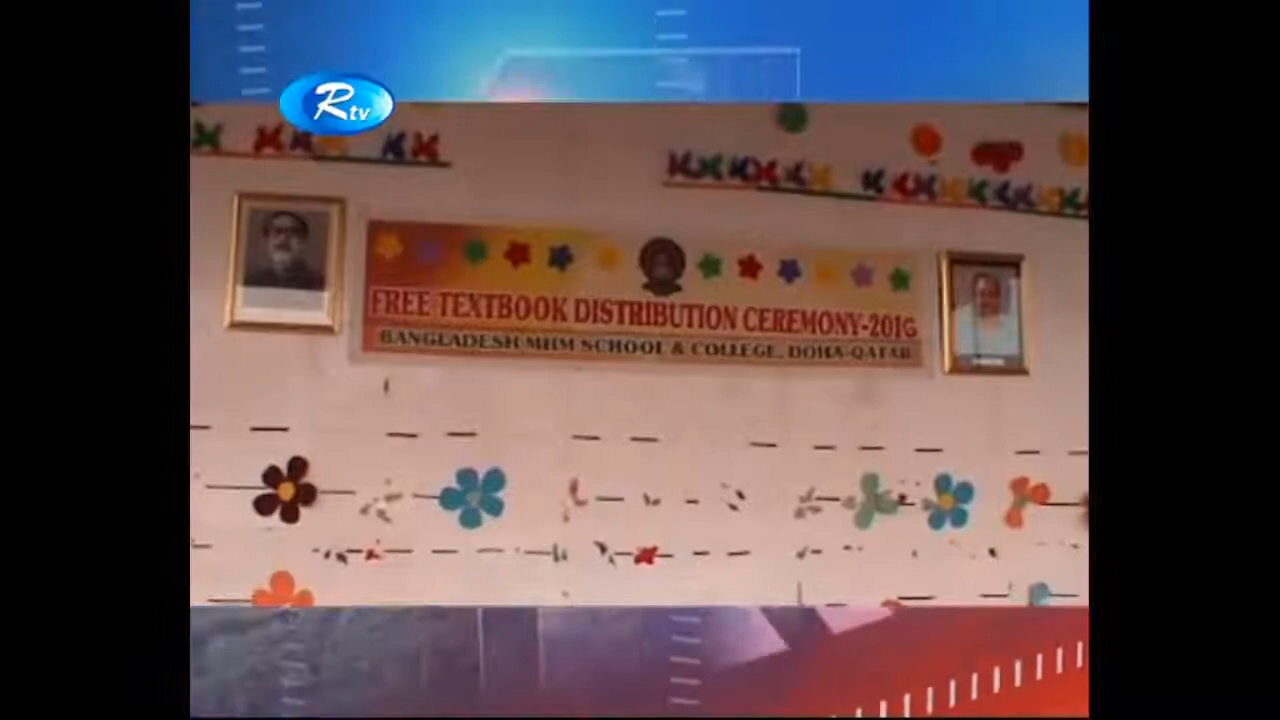 Rtv
FREE TEXTBOOK DISTRIBUTION CEREMONY-2016
BANGLADESH MHM SCHOOL & COLLEGE, DOHA-QATAR